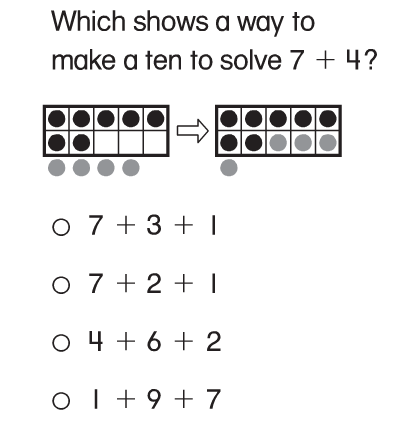 Which shows a way to
make a ten to solve 7 + 4?
7 + 3 + 1
7 + 2 + 1
4 + 6 + 2
1 + 9 + 7